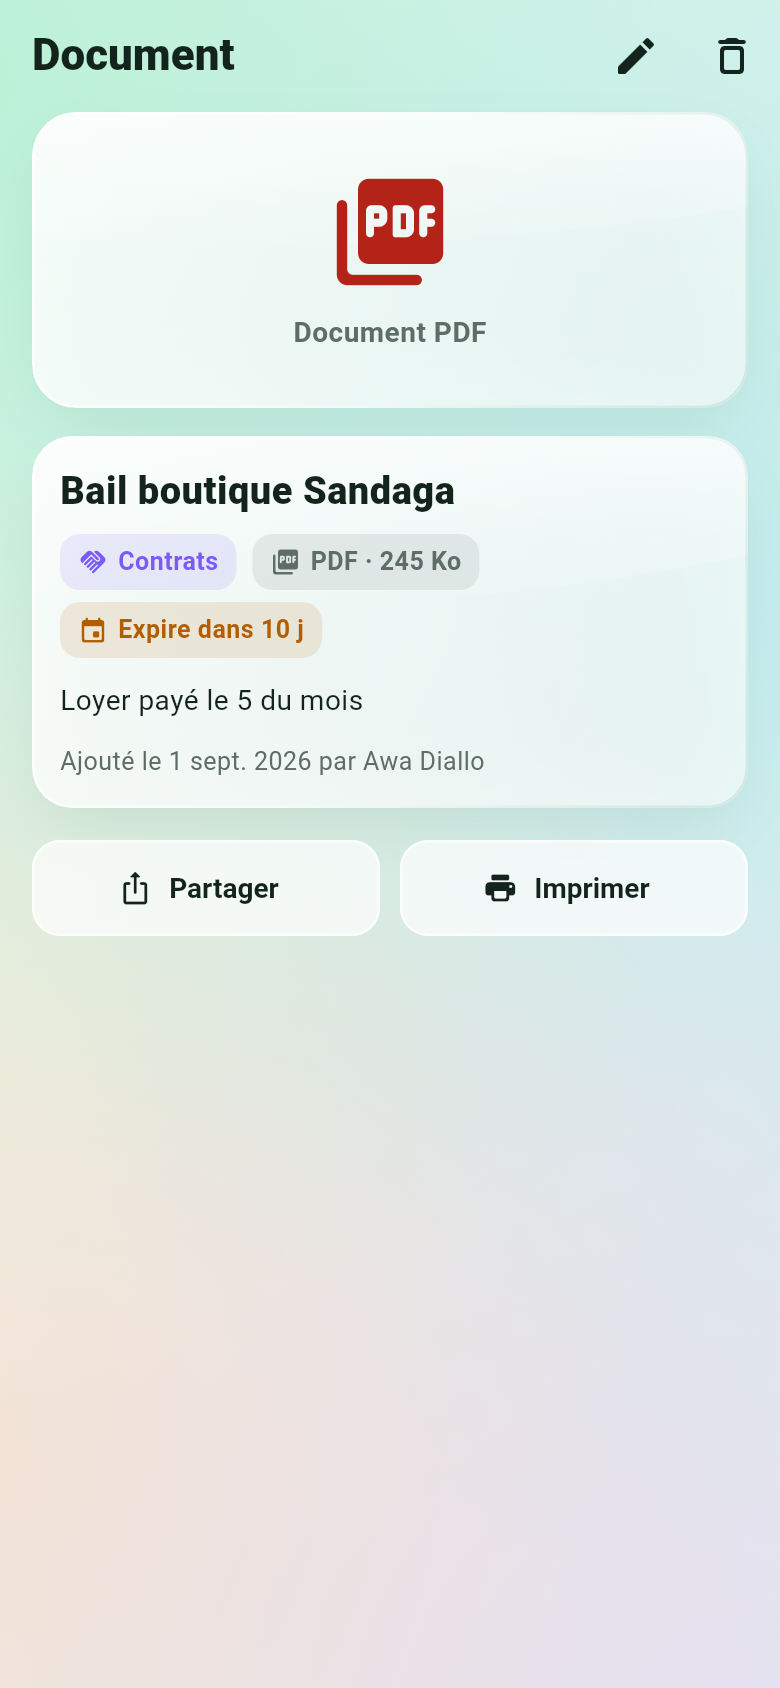 Document
PDF
Document PDF
Bail boutique Sandaga
Contrats
PDF · 245 Ko
Expire dans 10 j
Loyer payé le 5 du mois
Ajouté le 1 sept. 2026 par Awa Diallo
Partager
Imprimer